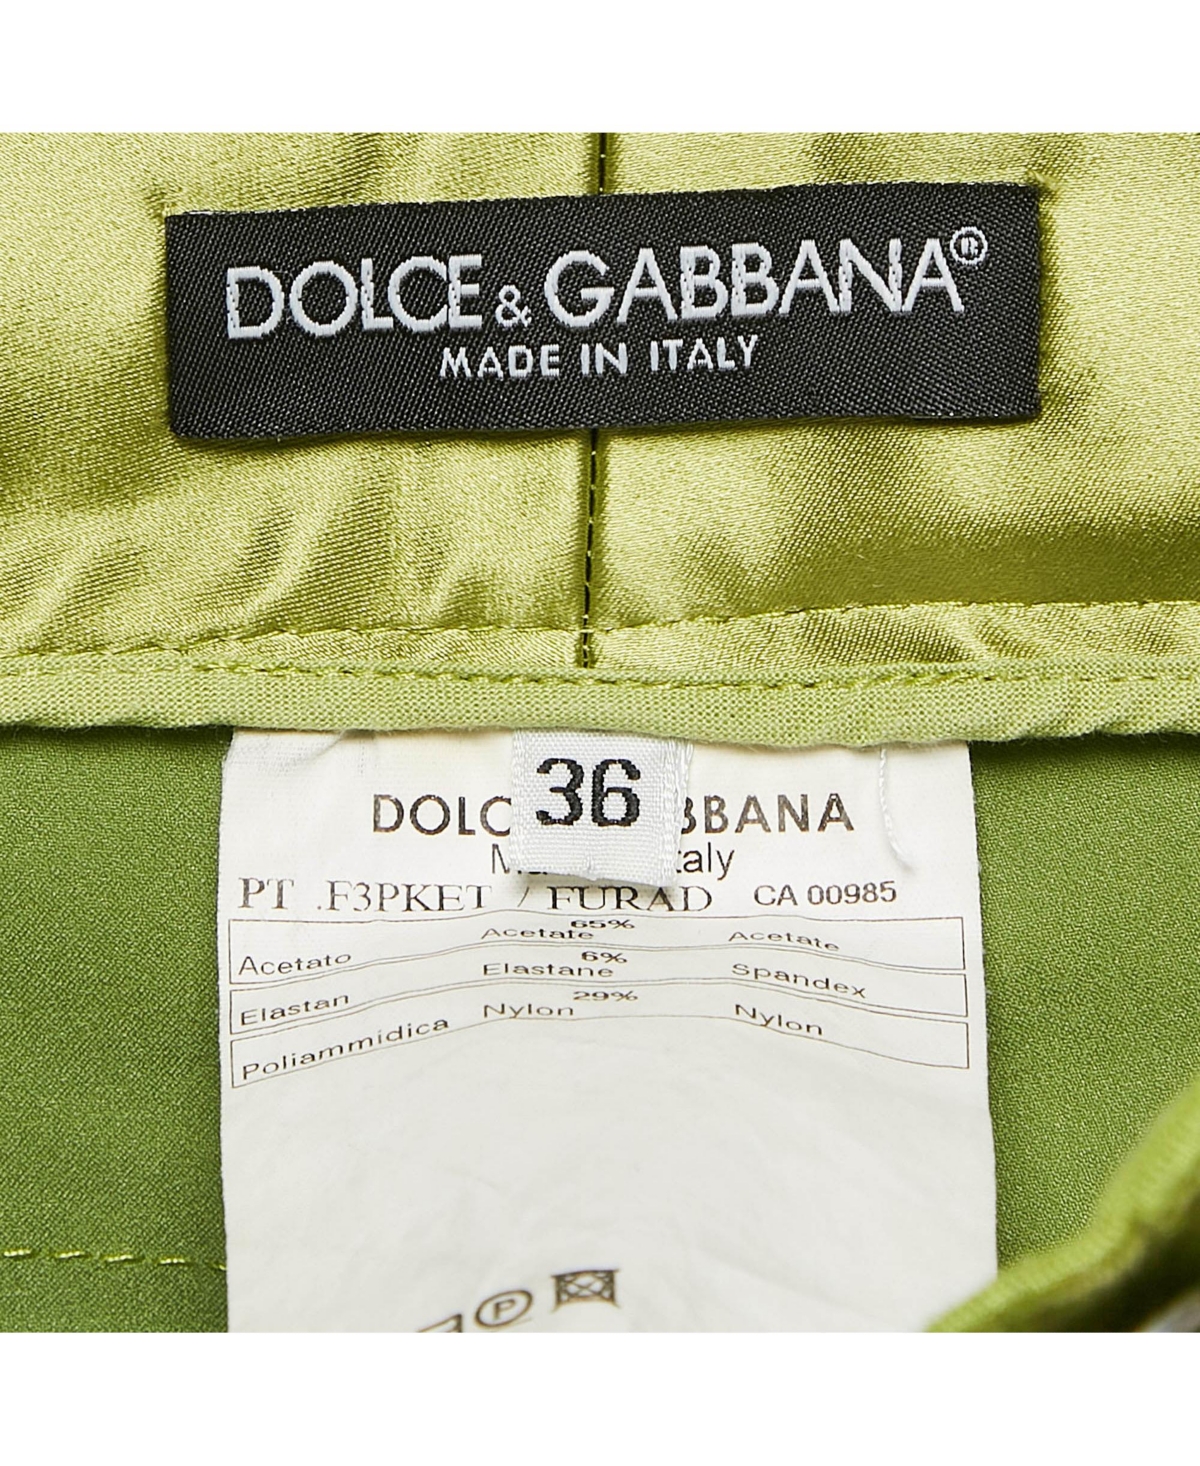 DOLCE & GABBANA®
MADE IN ITALY
36
DOLC BBANA
M taly
PT .F3PKET / FURAD CA 00985
Acetato Acetate 65% Acetate
Elastan Elastane 6% Spandex
Poliammidica Nylon 29% Nylon
P